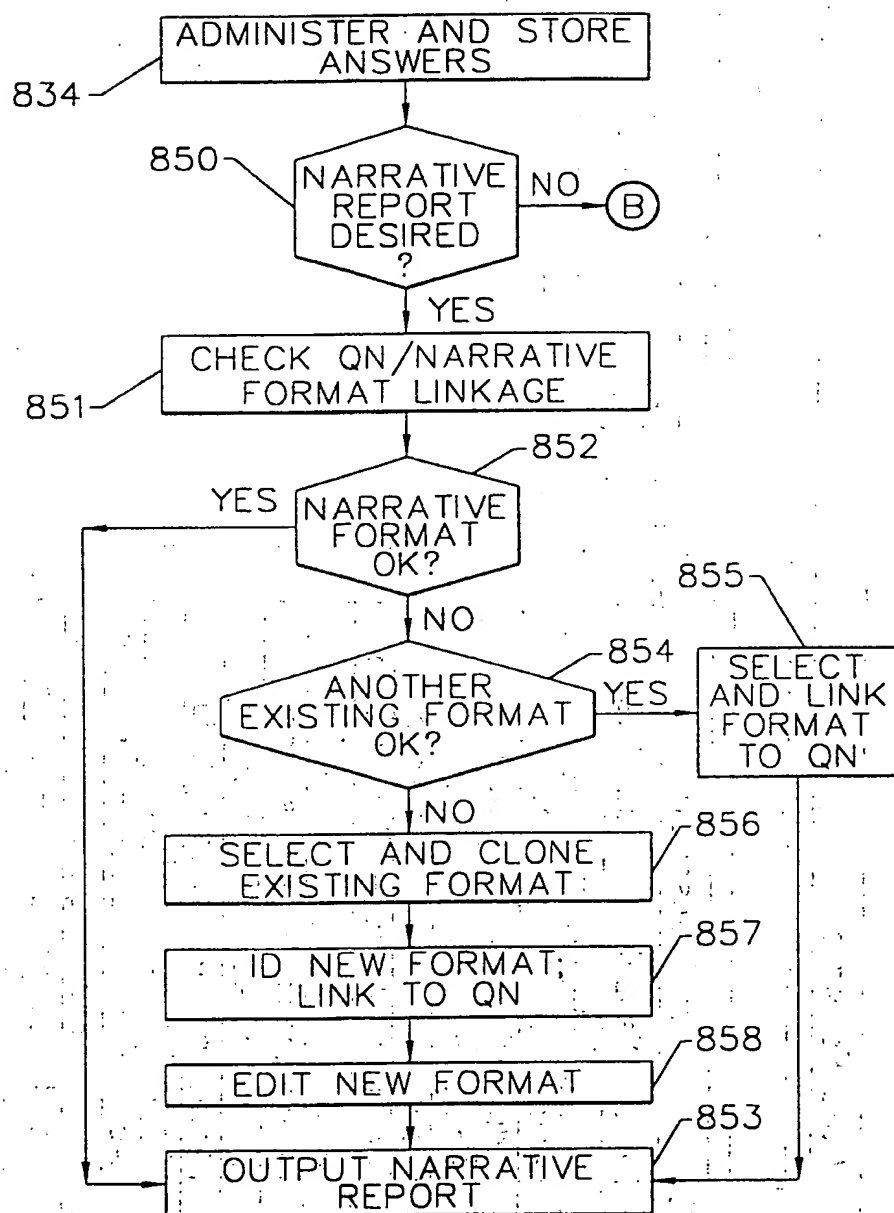 ADMINISTER AND STORE
ANSWERS
834
850
NARRATIVE
REPORT
DESIRED
?
NO
B
YES
CHECK QN/NARRATIVE
FORMAT LINKAGE
851
852
YES
NARRATIVE
FORMAT
OK?
NO
855
854
ANOTHER
EXISTING FORMAT
OK?
YES
SELECT
AND LINK
FORMAT
TO QN
NO
856
SELECT AND CLONE
EXISTING FORMAT
857
ID NEW FORMAT;
LINK TO QN
858
EDIT NEW FORMAT
853
OUTPUT NARRATIVE
REPORT